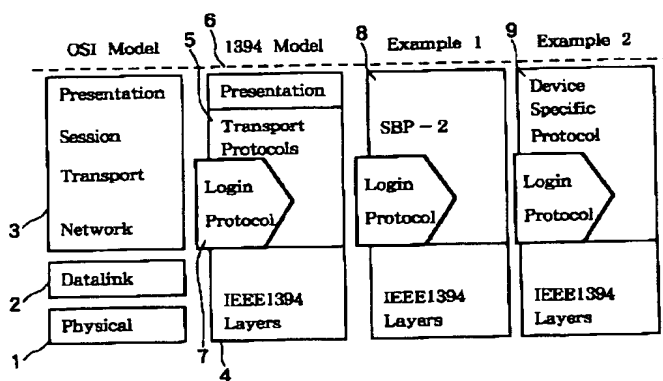 OSI Model
1394 Model
Example 1
Example 2
6
5
8
9
Presentation
Session
Transport
Network
3
Datalink
2
Physical
1
Presentation
Transport
Protocols
Login
Protocol
7
IEEE1394
Layers
4
SBP-2
Login
Protocol
IEEE1394
Layars
Device
Specific
Protocol
Login
Protocol
IEEE1394
Layers